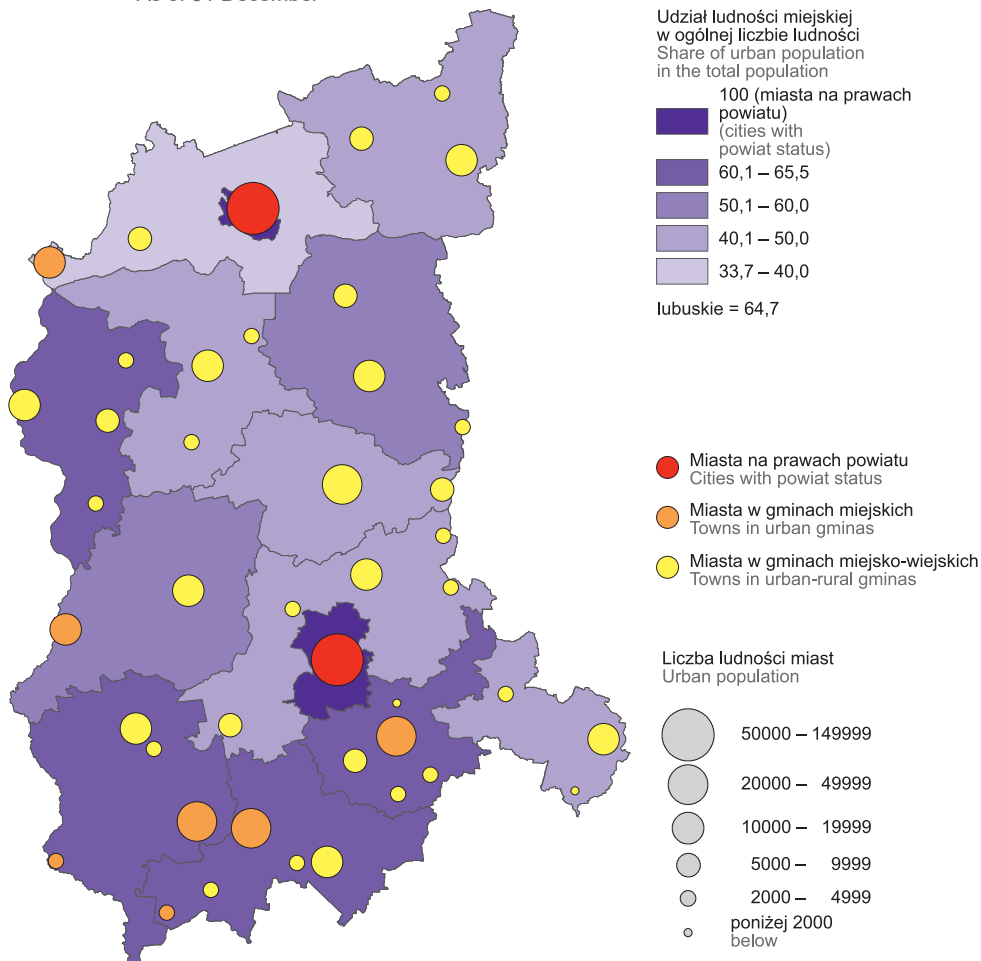 As of 31 December
Udział ludności miejskiej
w ogólnej liczbie ludności
Share of urban population
in the total population
100 (miasta na prawach
powiatu)
(cities with
powiat status)
60,1 – 65,5
50,1 – 60,0
40,1 – 50,0
33,7 – 40,0
lubuskie = 64,7
Miasta na prawach powiatu
Cities with powiat status
Miasta w gminach miejskich
Towns in urban gminas
Miasta w gminach miejsko-wiejskich
Towns in urban-rural gminas
Liczba ludności miast
Urban population
50000 – 149999
20000 – 49999
10000 – 19999
5000 – 9999
2000 – 4999
poniżej 2000
below